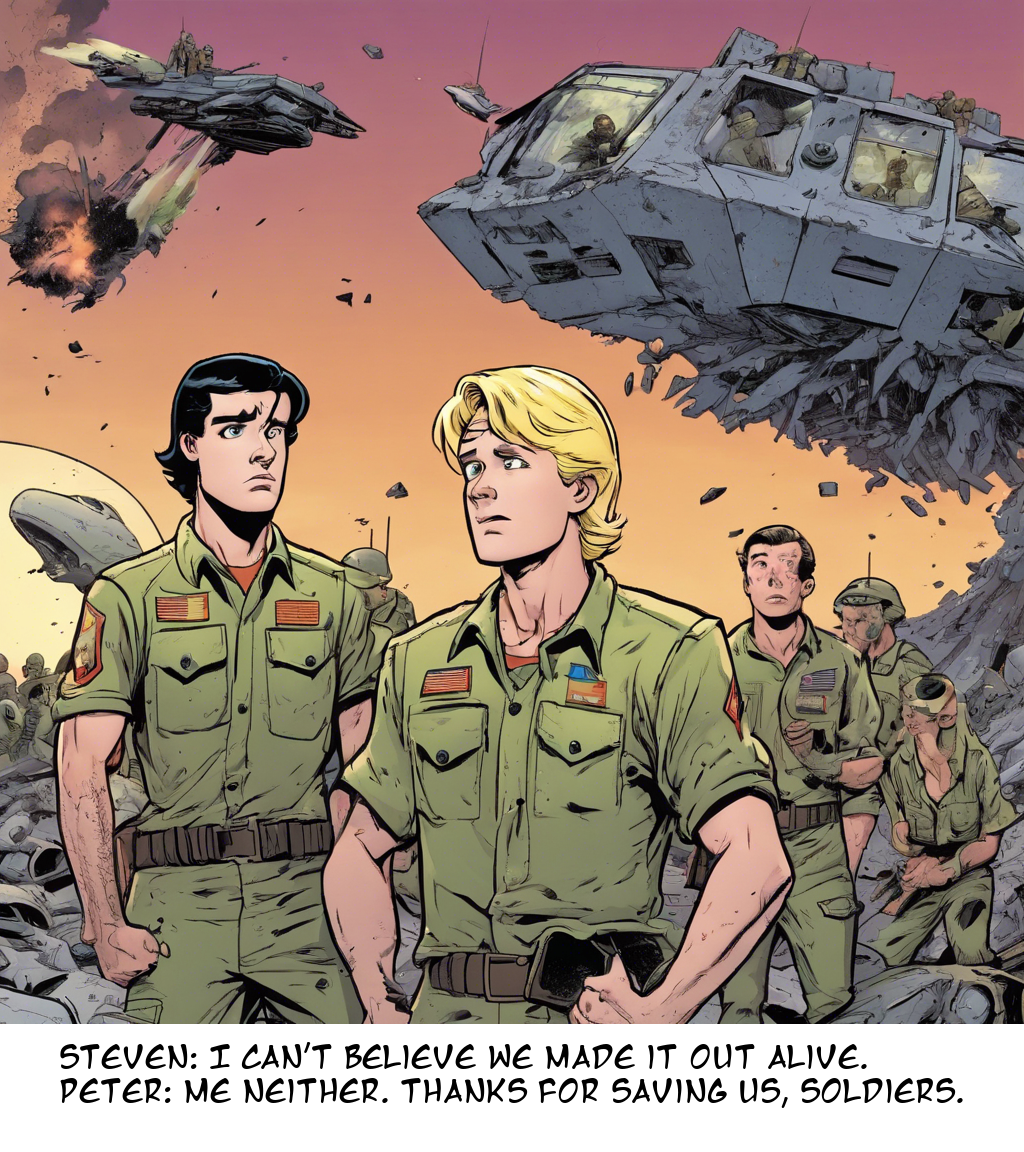 STEVEN: I CAN'T BELIEVE WE MADE IT OUT ALIVE.
PETER: ME NEITHER. THANKS FOR SAVING US, SOLDIERS.